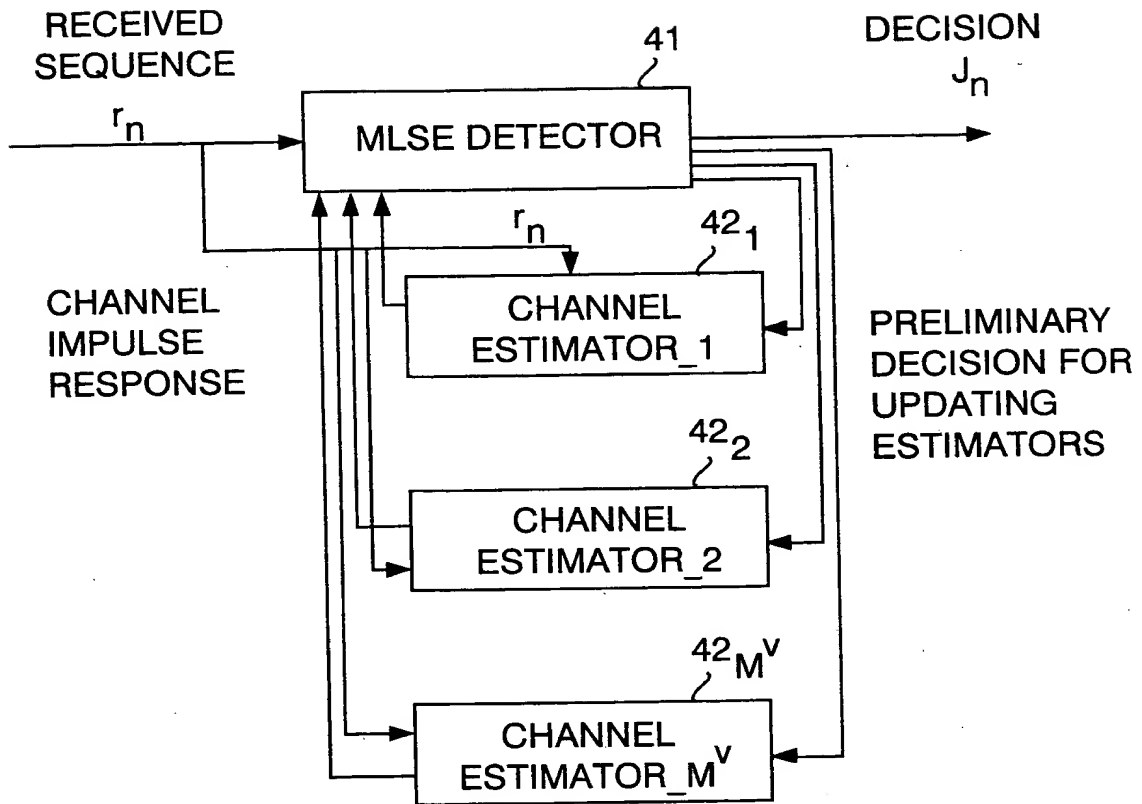 RECEIVED
SEQUENCE
r_n
41
DECISION
J_n
MLSE DETECTOR
r_n
42_1
CHANNEL
IMPULSE
RESPONSE
CHANNEL
ESTIMATOR_1
PRELIMINARY
DECISION FOR
UPDATING
ESTIMATORS
42_2
CHANNEL
ESTIMATOR_2
42_M^v
CHANNEL
ESTIMATOR_M^v